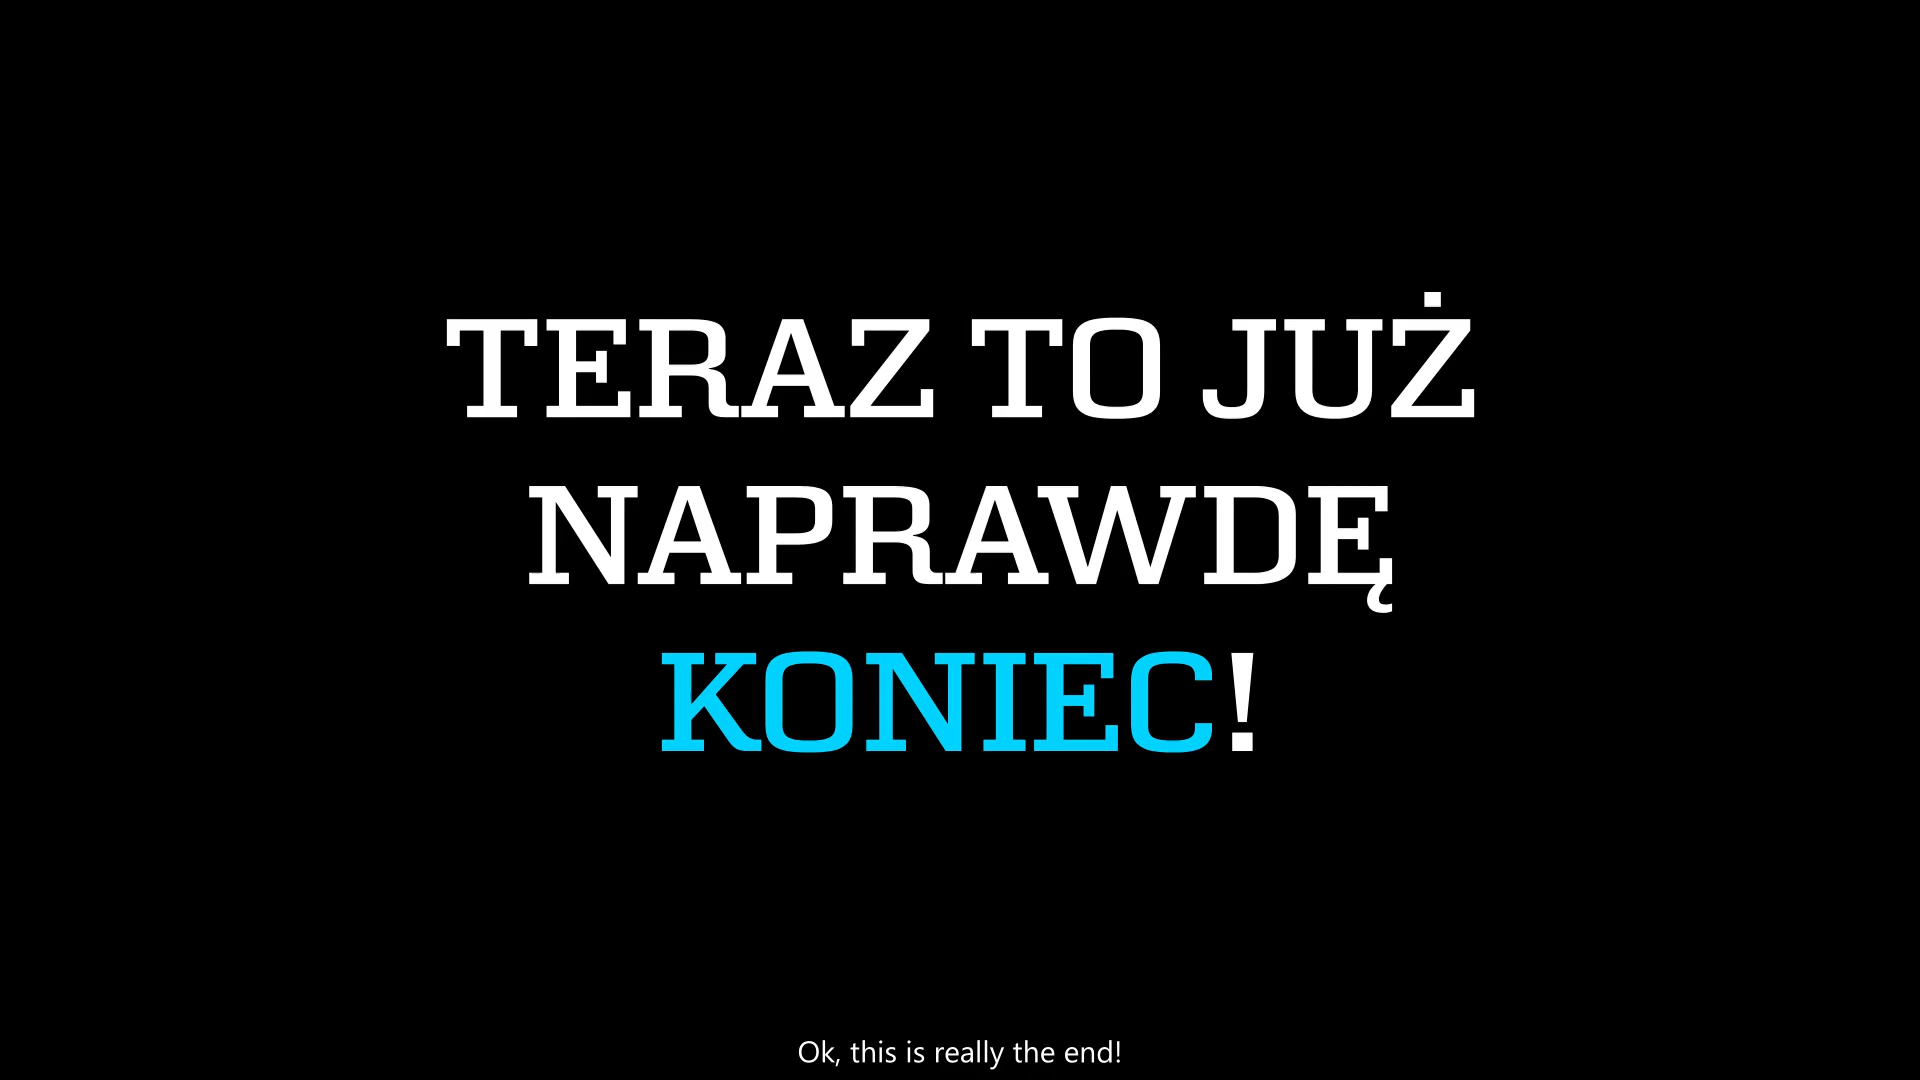 TERAZ TO JUŻ
NAPRAWDĘ
KONIEC!
Ok, this is really the end!